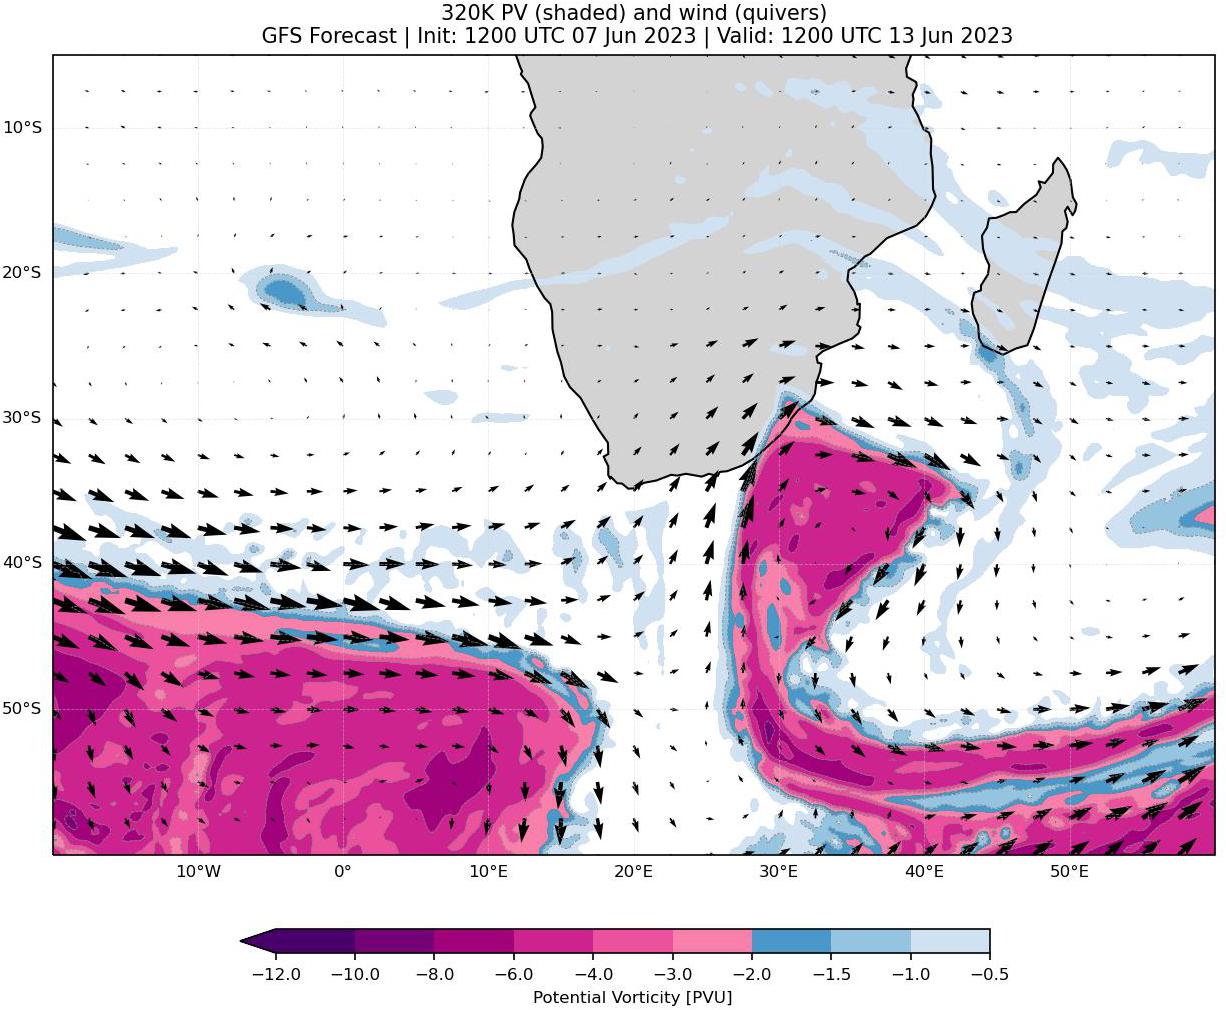 320K PV (shaded) and wind (quivers)
GFS Forecast | Init: 1200 UTC 07 Jun 2023 | Valid: 1200 UTC 13 Jun 2023
10°S
20°S
30°S
40°S
50°S
10°W 0° 10°E 20°E 30°E 40°E 50°E
−12.0 −10.0 −8.0 −6.0 −4.0 −3.0 −2.0 −1.5 −1.0 −0.5
Potential Vorticity [PVU]